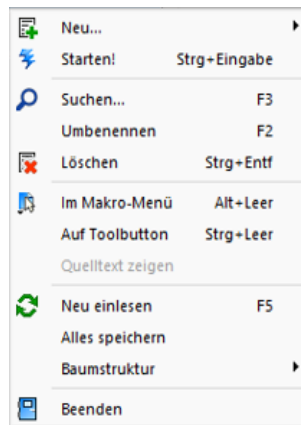 Neu...
Starten! Strg+Eingabe
Suchen... F3
Umbenennen F2
Löschen Strg+Entf
Im Makro-Menü Alt+Leer
Auf Toolbutton Strg+Leer
Quelltext zeigen
Neu einlesen F5
Alles speichern
Baumstruktur
Beenden